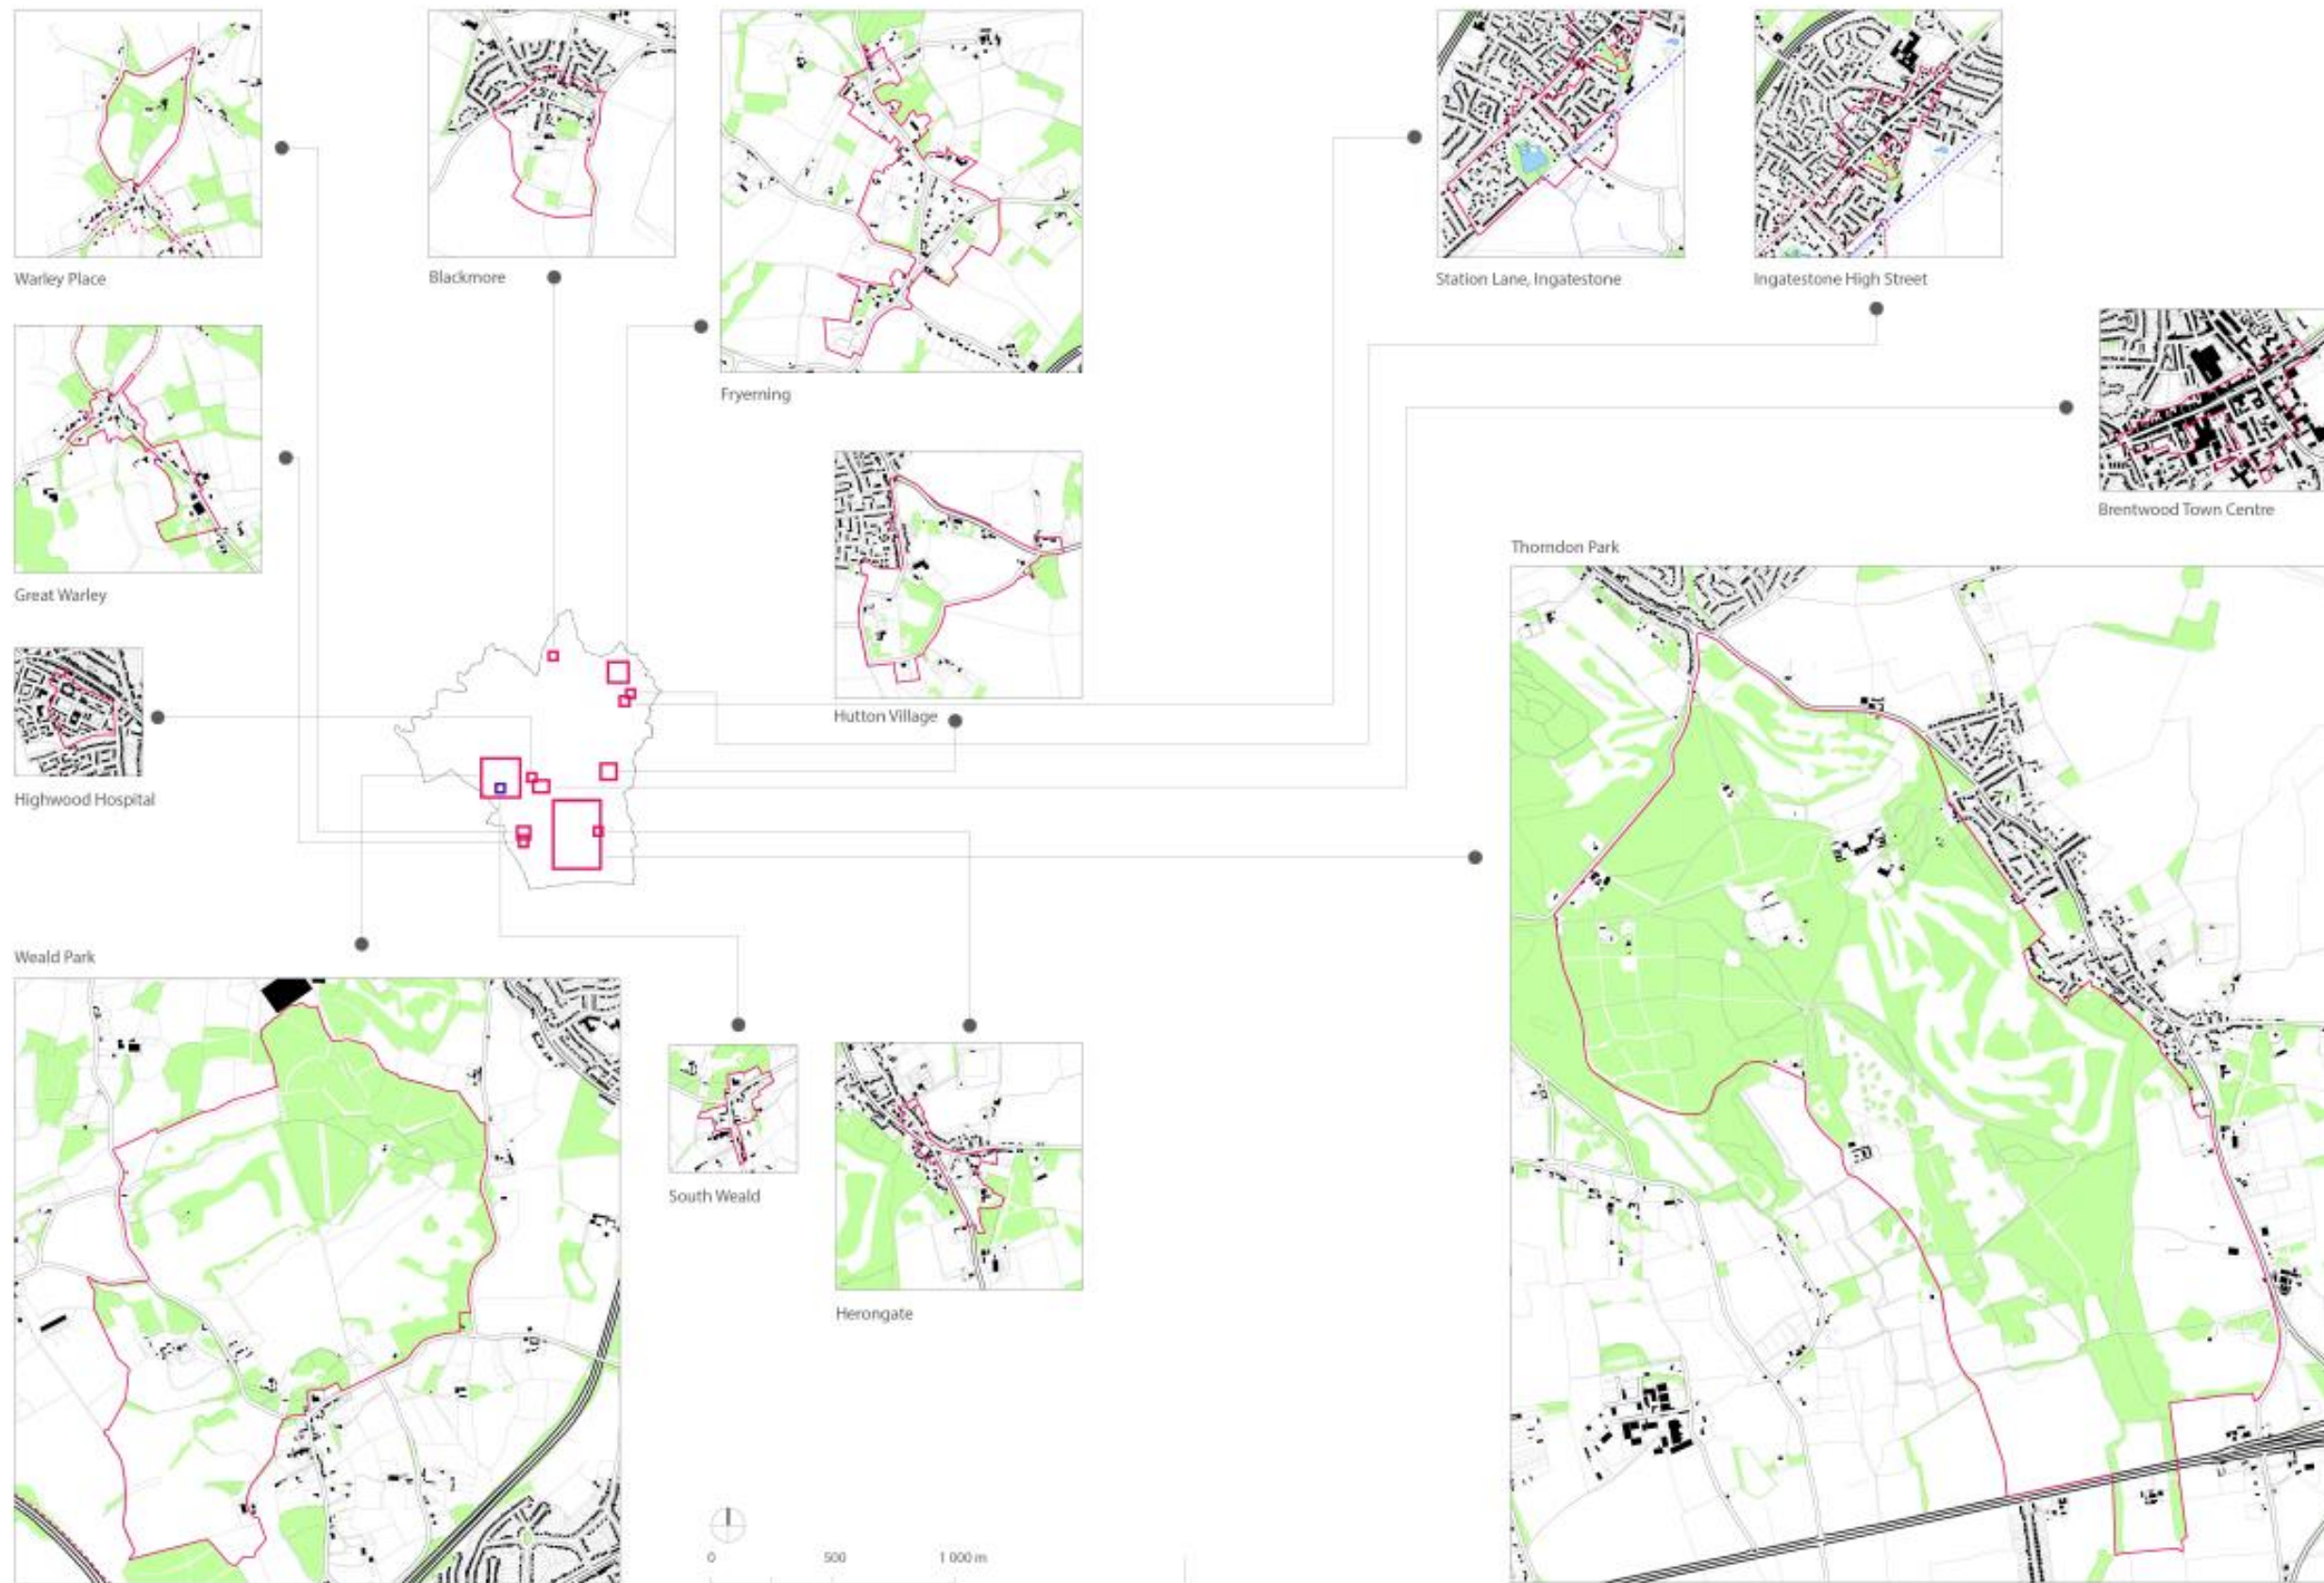 Warley Place
Blackmore
Fryerning
Station Lane, Ingatestone
Ingatestone High Street
Brentwood Town Centre
Great Warley
Thorndon Park
Highwood Hospital
Hutton Village
Weald Park
South Weald
Herongate
0 500 1 000 m